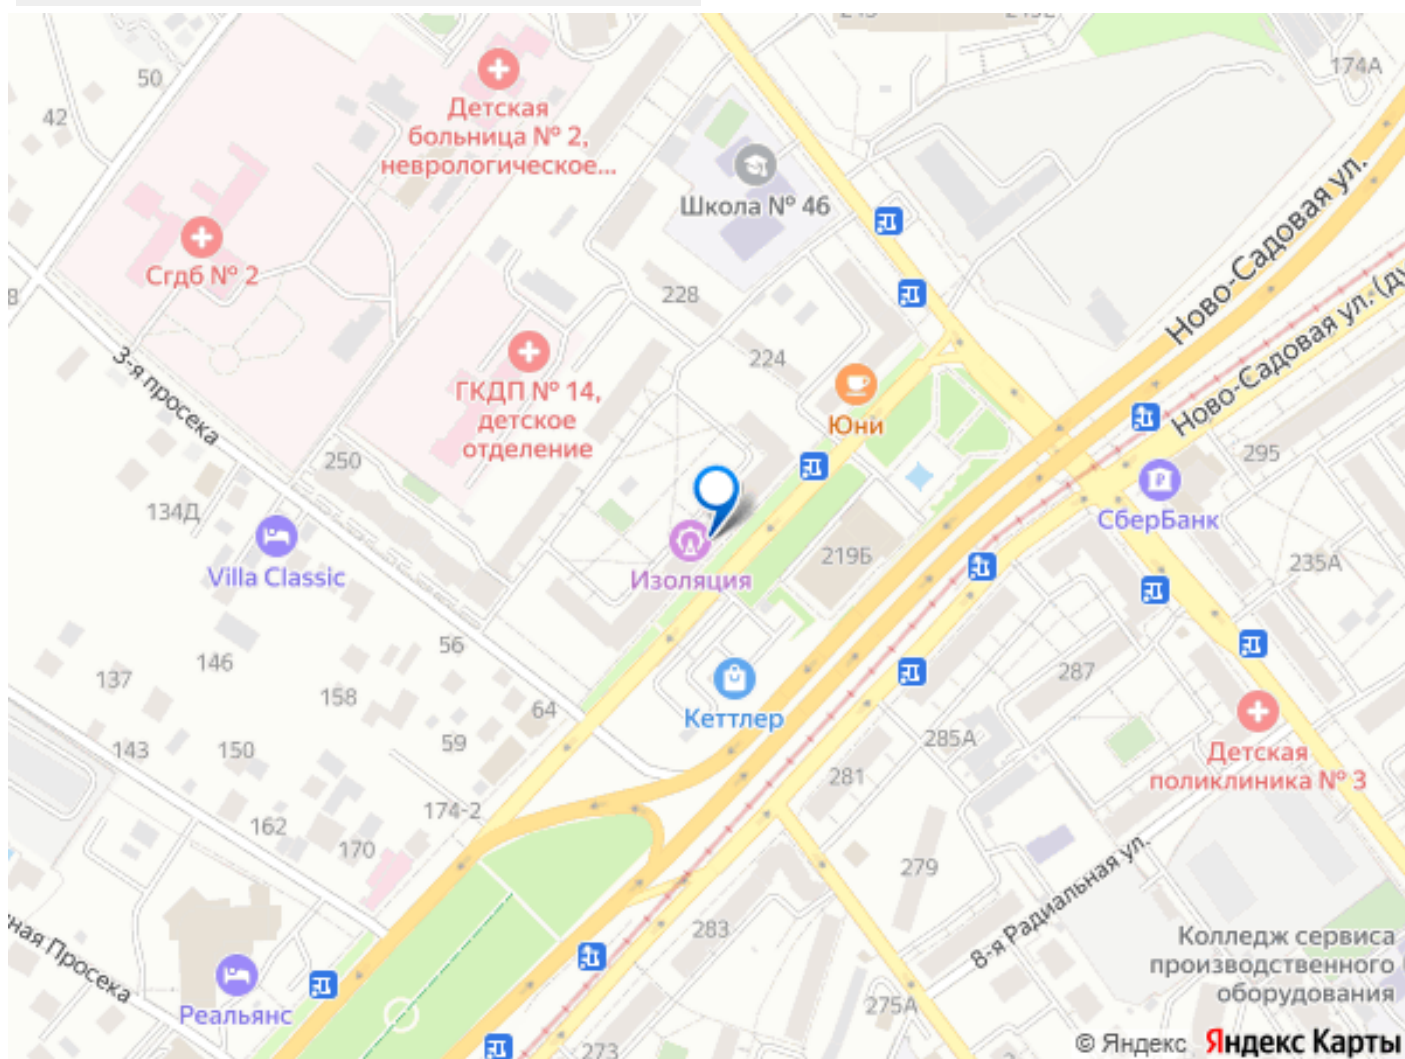 243
243Е
174А
50
42
Детская
больница № 2,
неврологическое...
Школа № 46
Ново-Садовая ул.
Сгдб № 2
8
228
Ново-Садовая ул. (ду
3-я просека
224
ГКДП № 14,
детское
отделение
Юни
250
295
134Д
СберБанк
Villa Classic
Изоляция
219Б
235А
56
146
137
158
287
64
Кеттлер
59
143
150
285А
281
Детская
поликлиника № 3
174-2
162
170
279
8-я Радиальная ул.
283
ная Просека
Колледж сервиса
производственного
оборудования
Реальянс
275А
273
© Яндекс Яндекс Карты